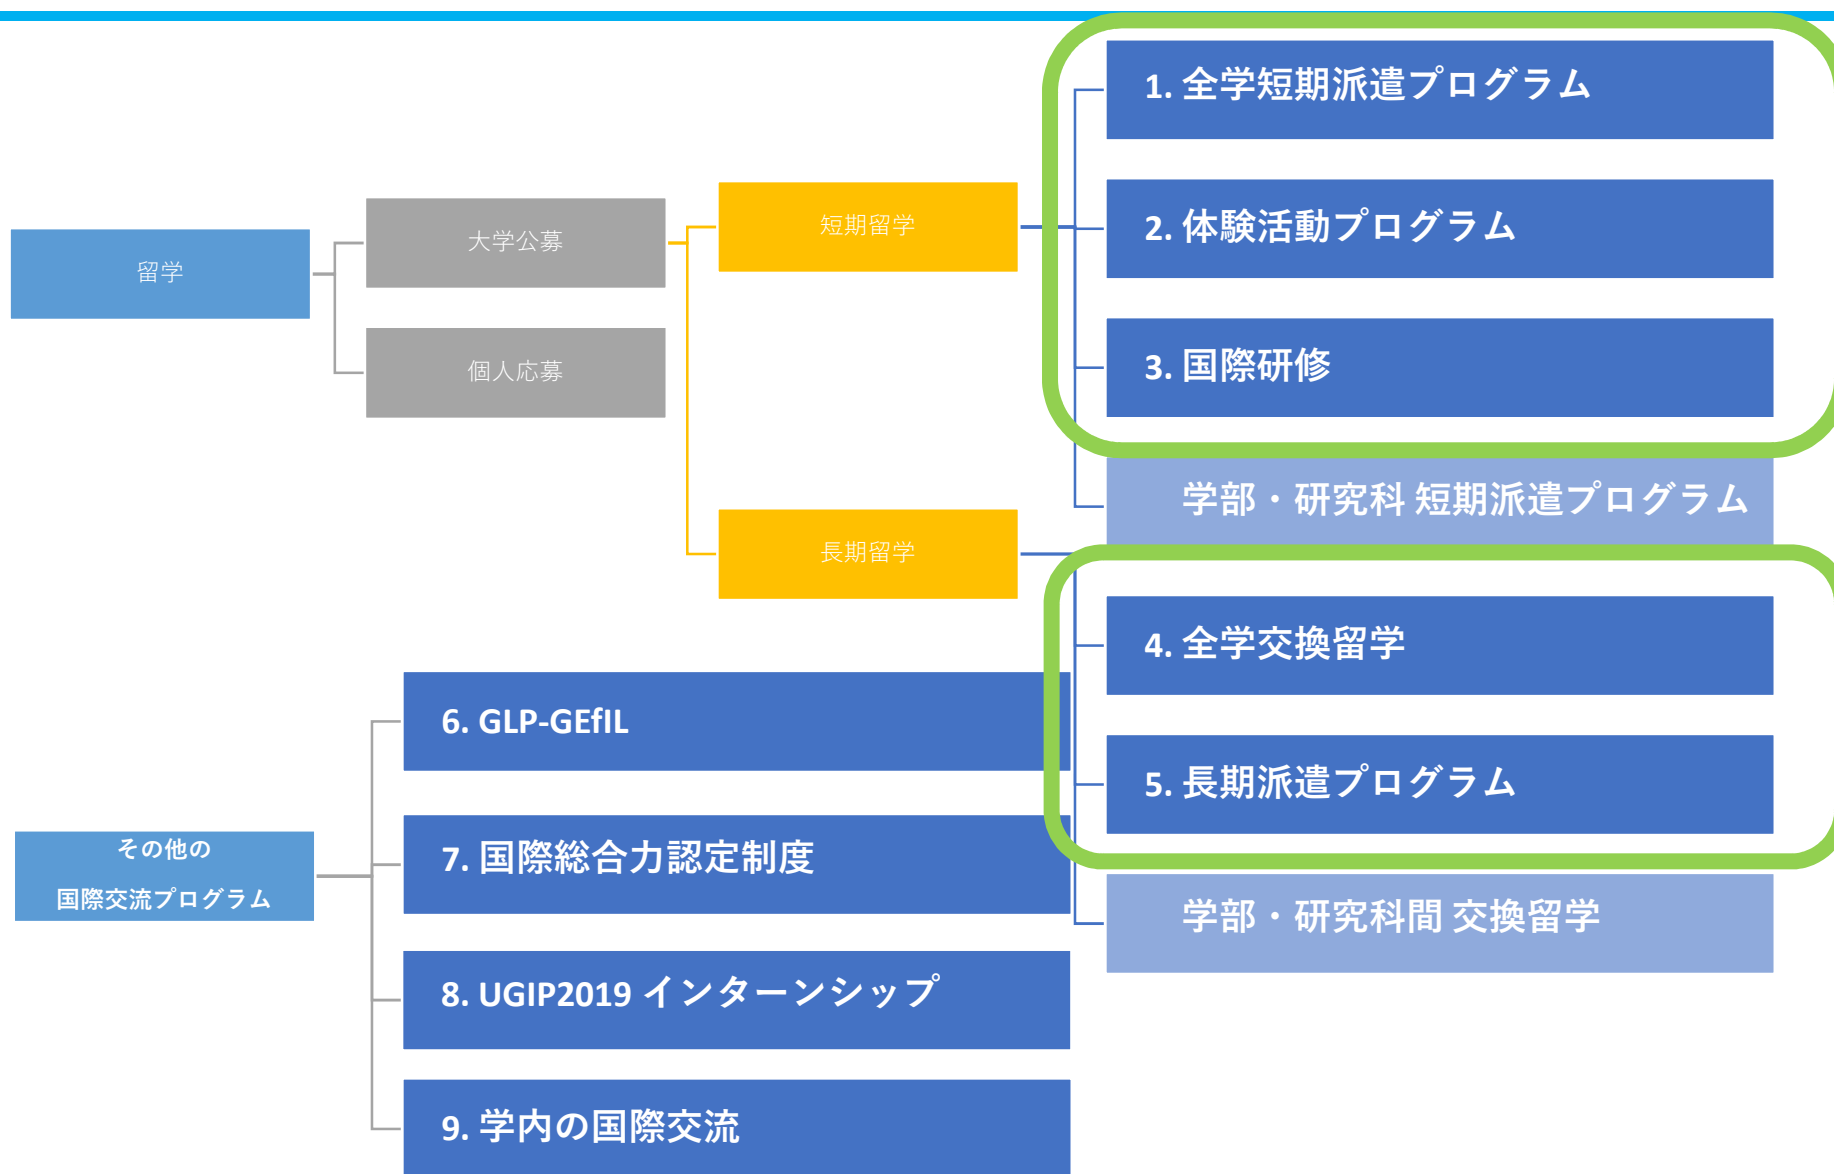 留学
大学公募
個人応募
短期留学
長期留学
1. 全学短期派遣プログラム
2. 体験活動プログラム
3. 国際研修
学部・研究科 短期派遣プログラム
4. 全学交換留学
5. 長期派遣プログラム
学部・研究科間 交換留学
その他の
国際交流プログラム
6. GLP-GEfIL
7. 国際総合力認定制度
8. UGIP2019 インターンシップ
9. 学内の国際交流